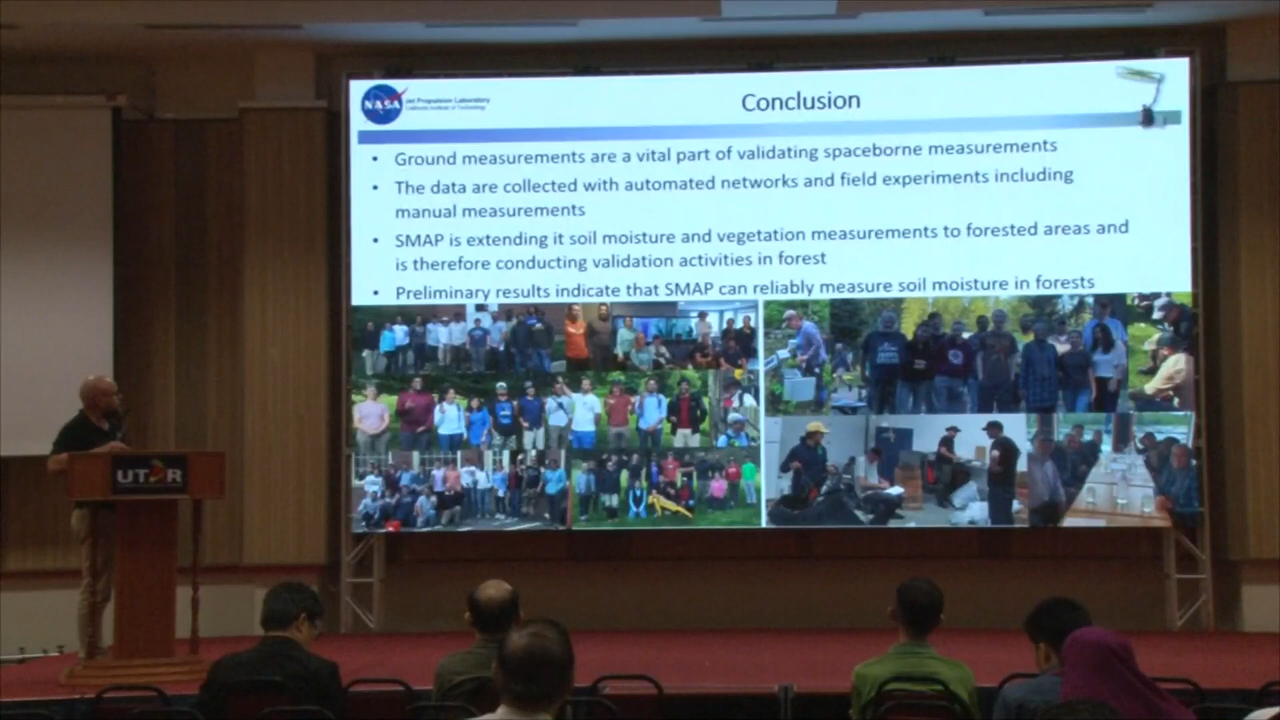 NASA
Jet Propulsion Laboratory
California Institute of Technology
Conclusion
• Ground measurements are a vital part of validating spaceborne measurements
• The data are collected with automated networks and field experiments including
manual measurements
• SMAP is extending it soil moisture and vegetation measurements to forested areas and
is therefore conducting validation activities in forest
• Preliminary results indicate that SMAP can reliably measure soil moisture in forests
UTAR